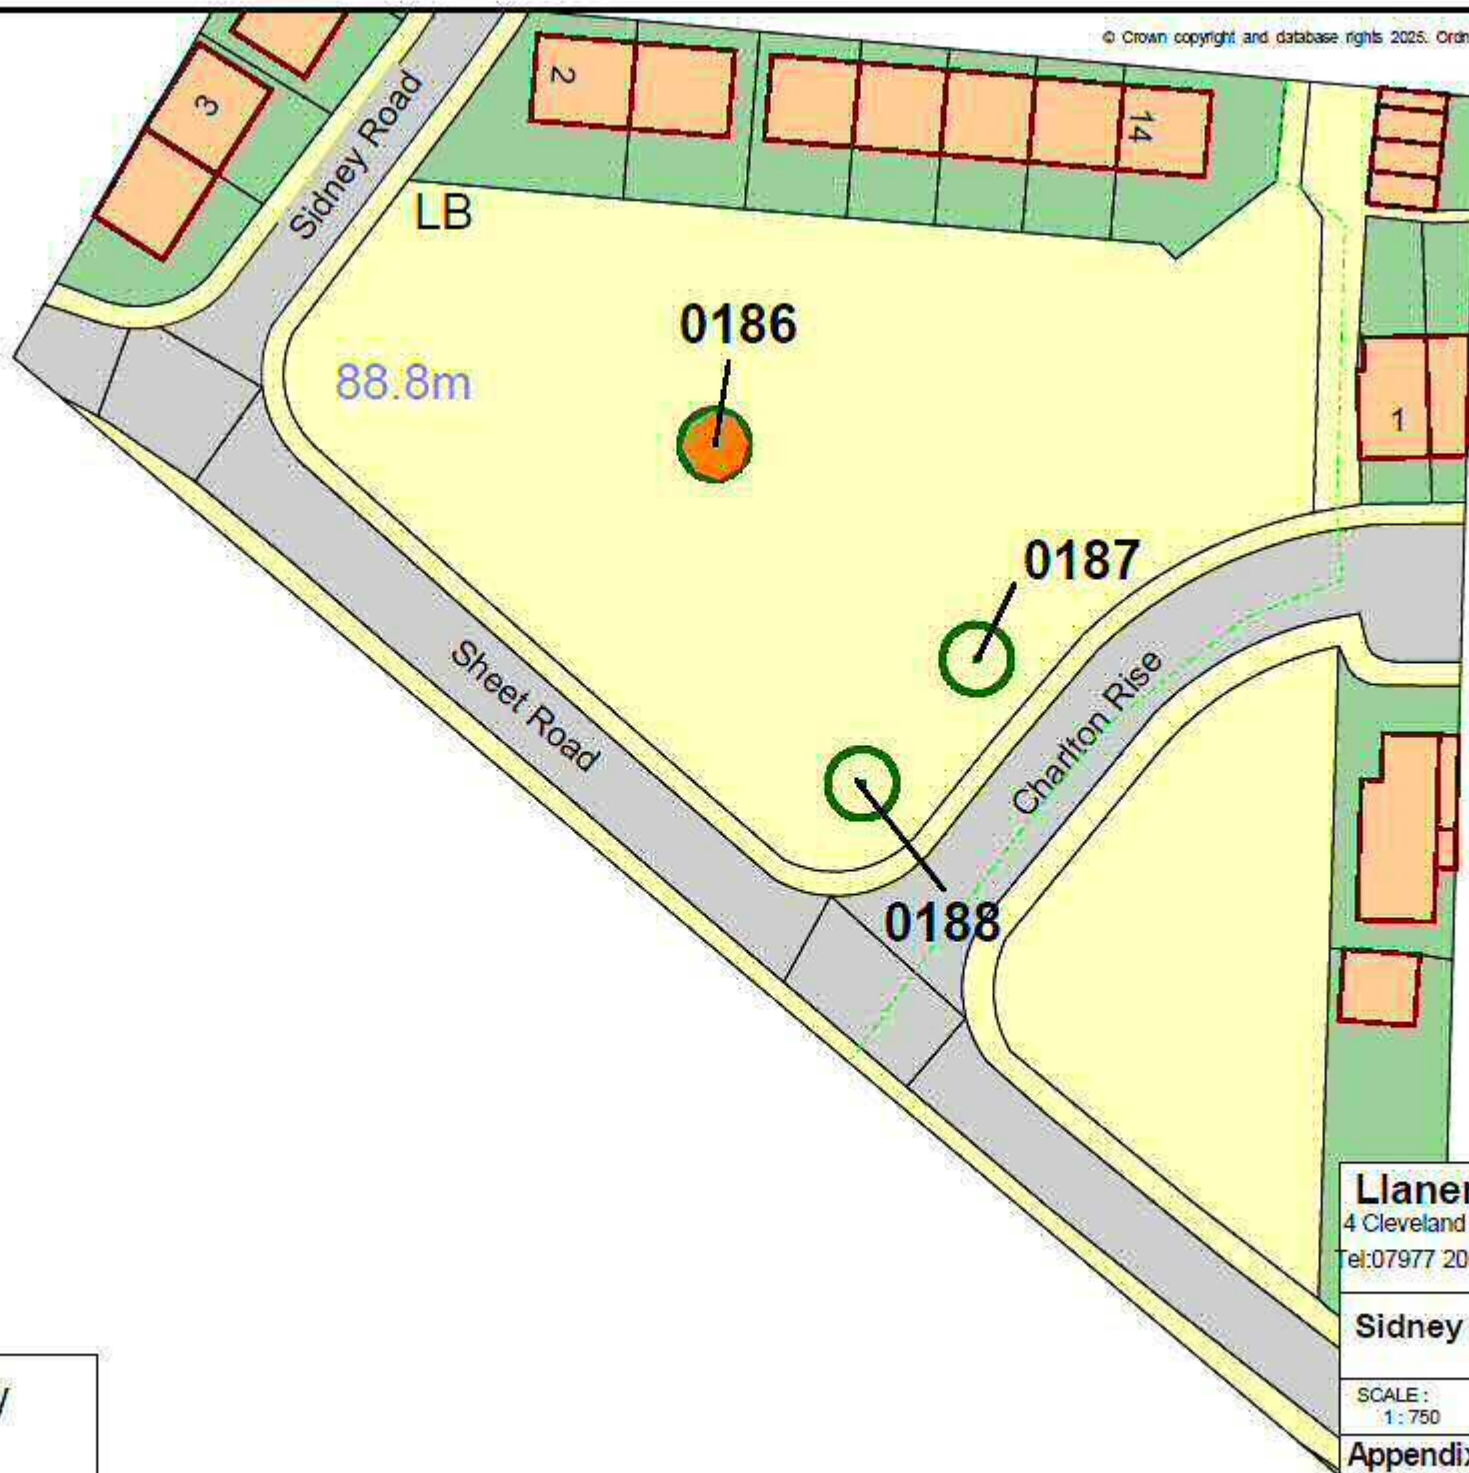 © Crown copyright and database rights 2025. Ordn
2
3
14
Sidney Road
LB
0186
88.8m
1
0187
Sheet Road
Charlton Rise
0188
Llaner
4 Cleveland
Tel:07977 20
Sidney
SCALE :
1 : 750
Appendix
y